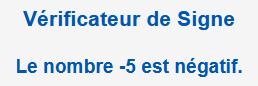 Vérificateur de Signe
Le nombre -5 est négatif.